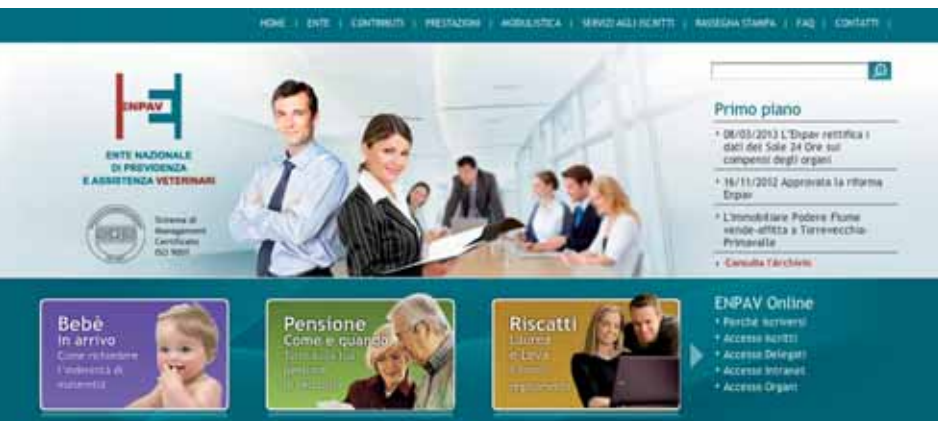 HOME | ENTE | CONTRIBUTI | PRESTAZIONI | MODULISTICA | SERVIZI AGLI ISCRITTI | RASSEGNA STAMPA | FAQ | CONTATTI |
ENPAV
ENTE NAZIONALE
DI PREVIDENZA
E ASSISTENZA VETERINARI
Sistema di
Management
Certificato
ISO 9001
Primo piano
08/03/2013 L'Enpav rettifica i
dati del Sole 24 Ore sui
compensi degli organi
16/11/2012 Approvata la riforma
Enpav
L'Immobiliare Podere Fiume
vende-affitta a Torrevecchia-
Primavalle
Consulta l'Archivio
Bebè
In arrivo
Come richiedere
l'indennità di
maternità
Pensione
Come e quando
Riscatti
Laurea
e Leva
ENPAV Online
Perché iscriversi
Accesso Iscritti
Accesso Delegati
Accesso Intranet
Accesso Organi